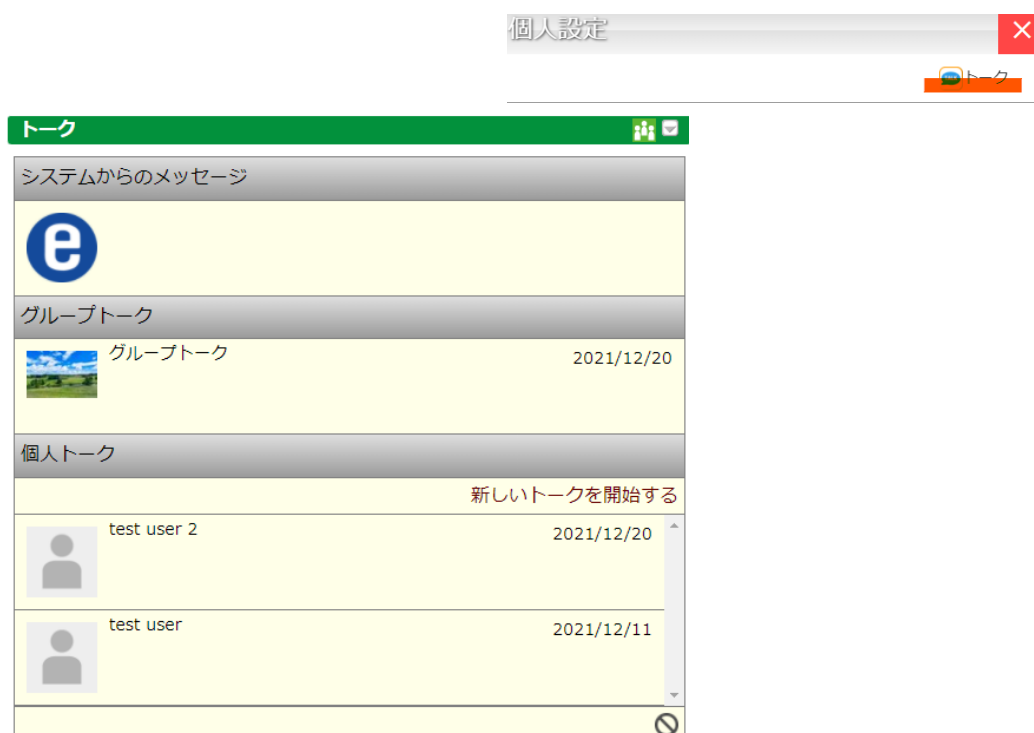 個人設定
トーク
トーク
システムからのメッセージ
e
グループトーク
グループトーク 2021/12/20
個人トーク
新しいトークを開始する
test user 2 2021/12/20
test user 2021/12/11